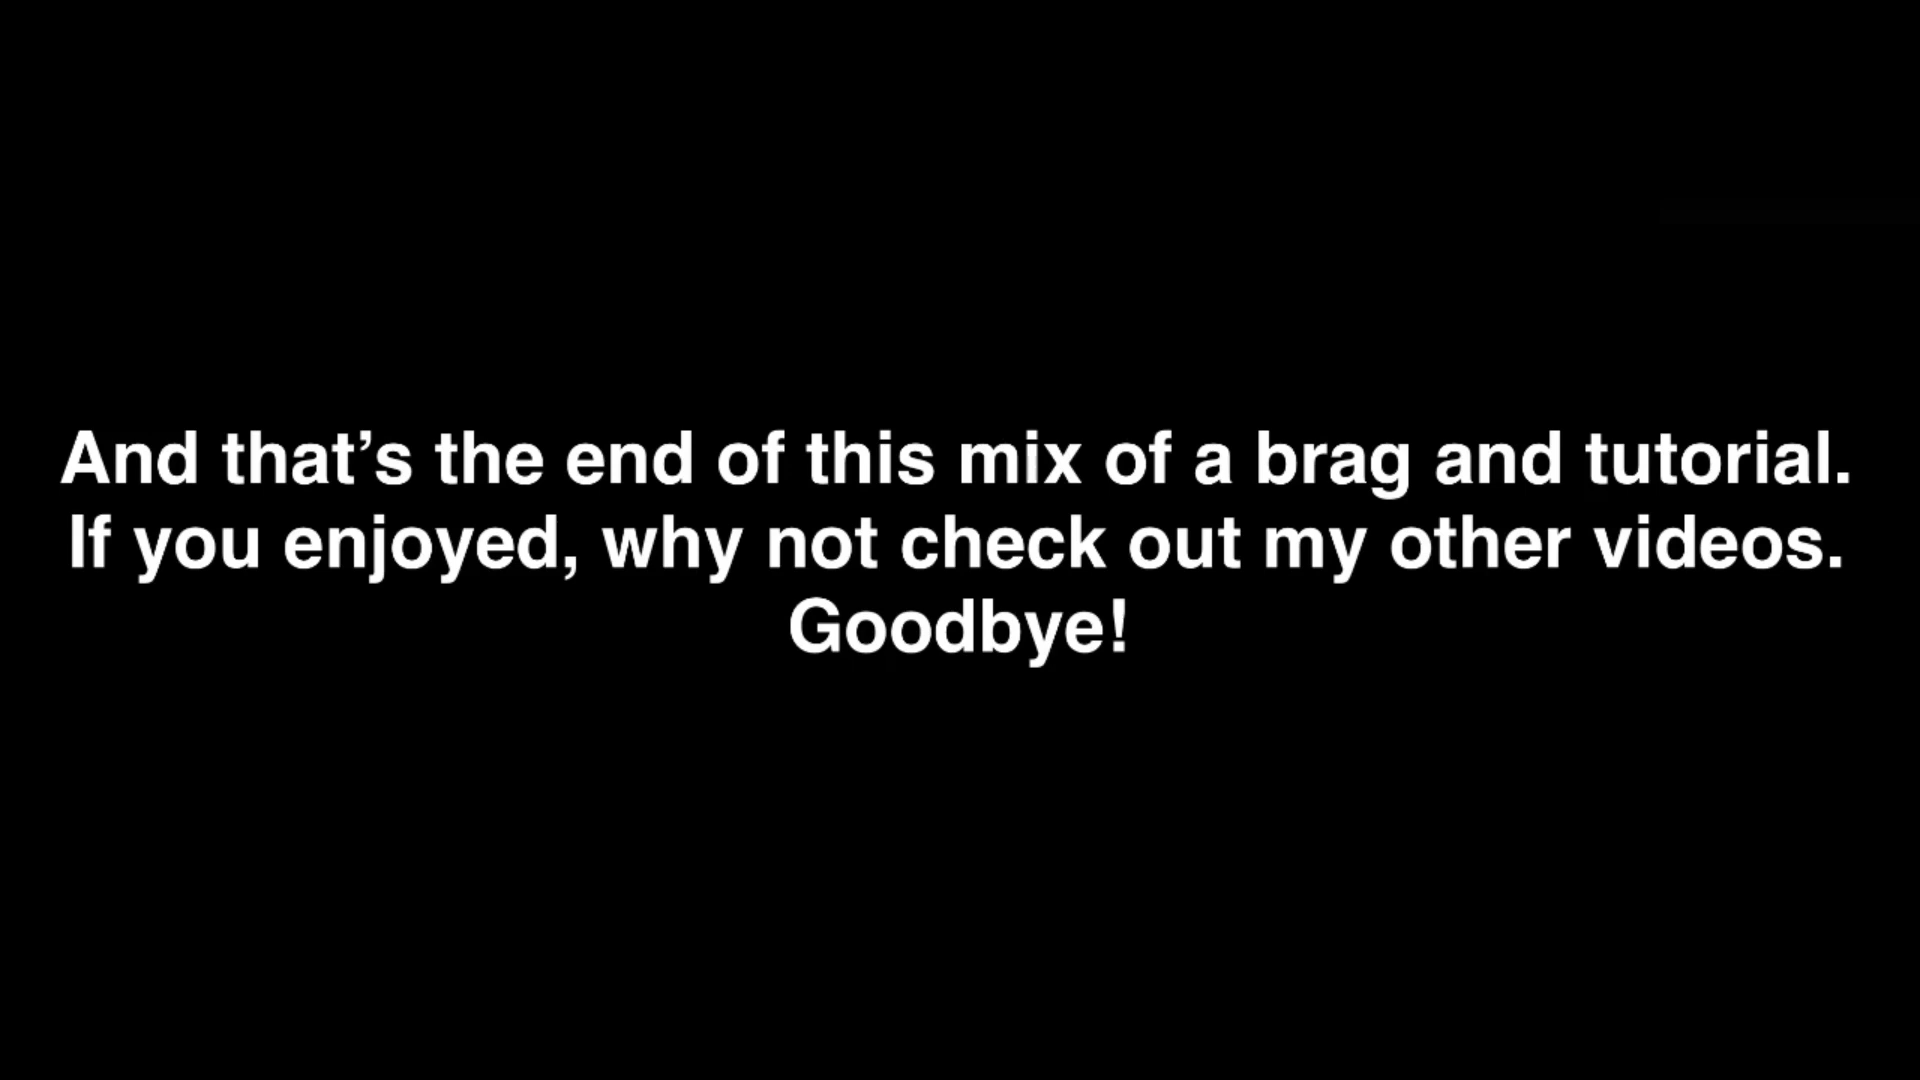 And that’s the end of this mix of a brag and tutorial.
If you enjoyed, why not check out my other videos.
Goodbye!